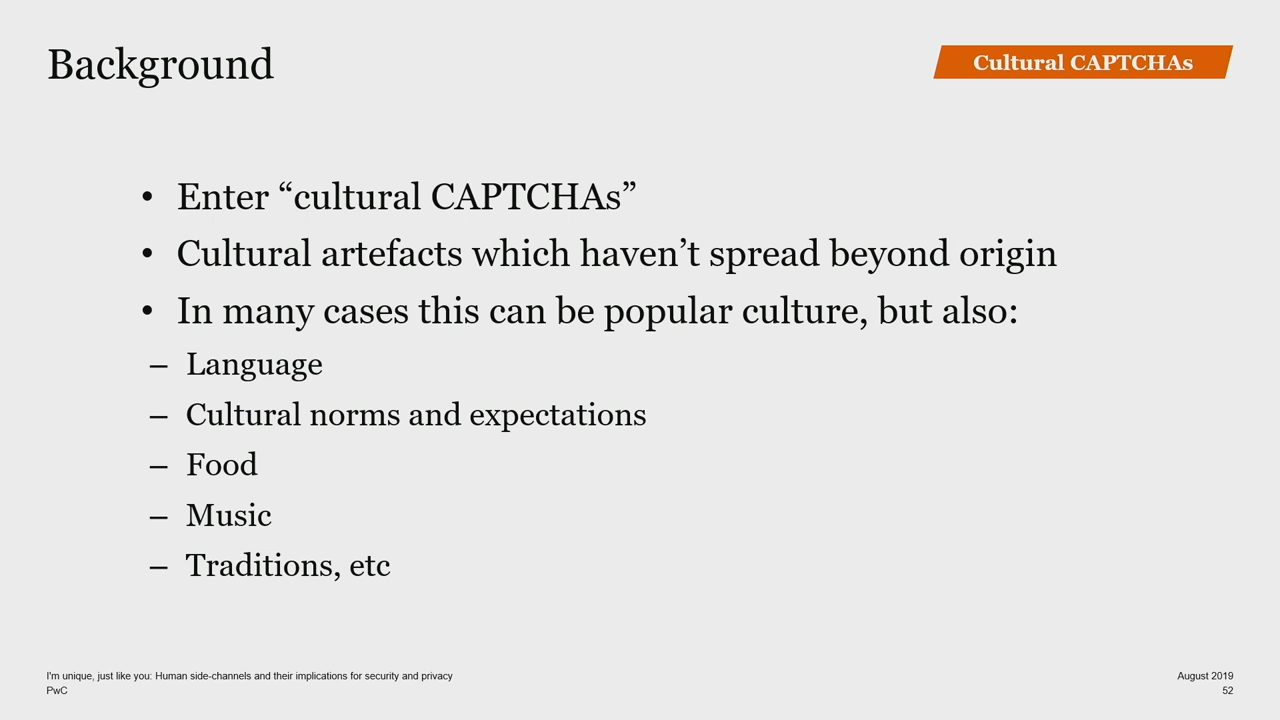 Background
Cultural CAPTCHAs
• Enter “cultural CAPTCHAs”
• Cultural artefacts which haven’t spread beyond origin
• In many cases this can be popular culture, but also:
– Language
– Cultural norms and expectations
– Food
– Music
– Traditions, etc
I'm unique, just like you: Human side-channels and their implications for security and privacy
August 2019
PwC
52